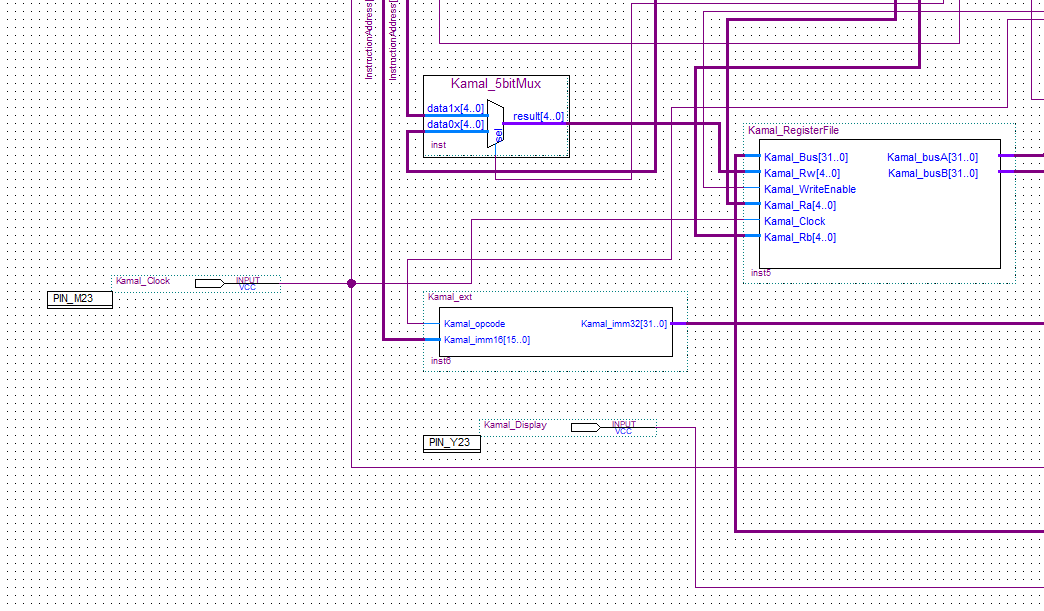 InstructionAddress[
InstructionAddress[
Kamal_5bitMux
data1x[4..0]
data0x[4..0]
result[4..0]
sel
inst
Kamal_RegisterFile
Kamal_Bus[31..0]
Kamal_busA[31..0]
Kamal_Rw[4..0]
Kamal_busB[31..0]
Kamal_WriteEnable
Kamal_Ra[4..0]
Kamal_Clock
Kamal_Rb[4..0]
inst5
Kamal_Clock
INPUT
VCC
PIN_M23
Kamal_ext
Kamal_opcode
Kamal_imm32[31..0]
Kamal_imm16[15..0]
inst6
Kamal_Display
INPUT
VCC
PIN_Y23